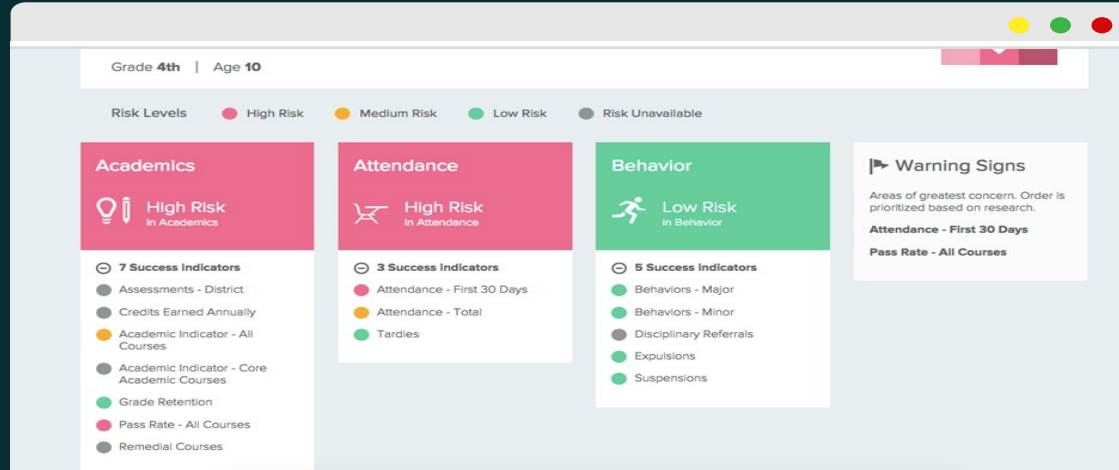 Grade 4th | Age 10
Risk Levels High Risk Medium Risk Low Risk Risk Unavailable
Academics
High Risk
in Academics
7 Success indicators
Assessments - District
Credits Earned Annually
Academic Indicator - All
Courses
Academic Indicator - Core
Academic Courses
Grade Retention
Pass Rate - All Courses
Remedial Courses
Attendance
High Risk
in Attendance
3 Success indicators
Attendance - First 30 Days
Attendance - Total
Tardies
Behavior
Low Risk
in Behavior
5 Success indicators
Behaviors - Major
Behaviors - Minor
Disciplinary Referrals
Expulsions
Suspensions
Warning Signs
Areas of greatest concern. Order is
prioritized based on research.
Attendance - First 30 Days
Pass Rate - All Courses